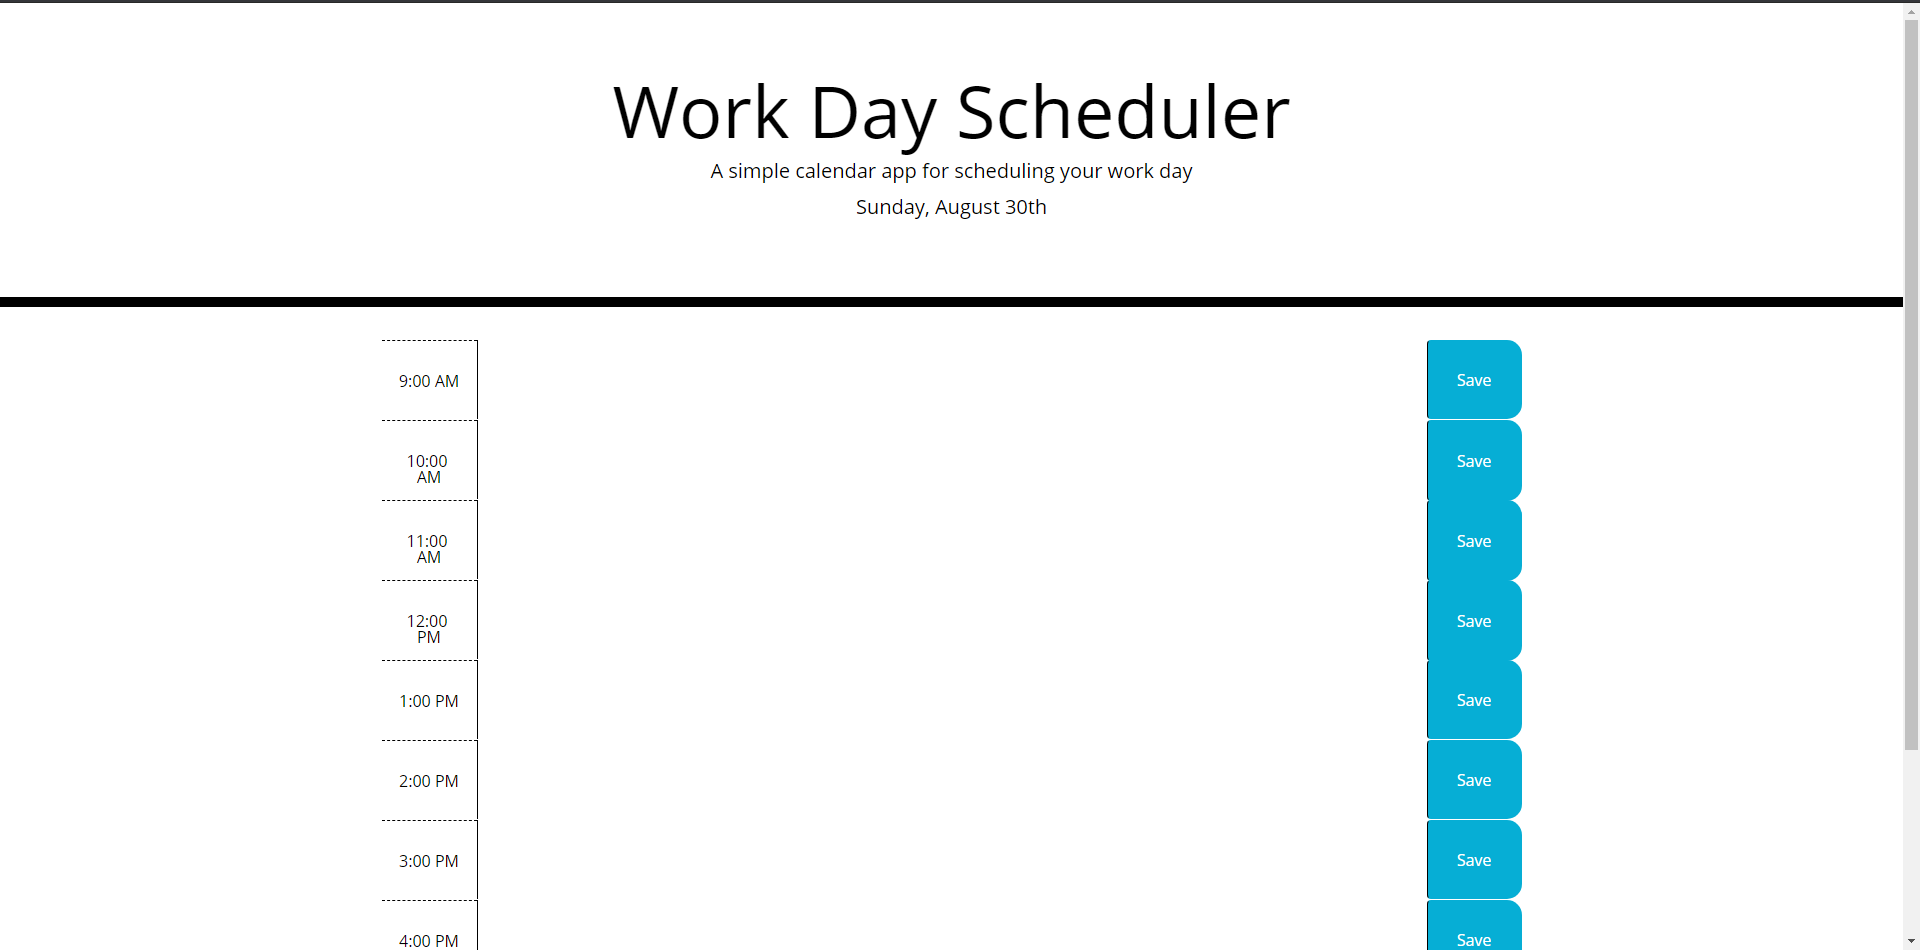 Work Day Scheduler
A simple calendar app for scheduling your work day
Sunday, August 30th
9:00 AM
Save
10:00
AM
Save
11:00
AM
Save
12:00
PM
Save
1:00 PM
Save
2:00 PM
Save
3:00 PM
Save
4:00 PM
Save